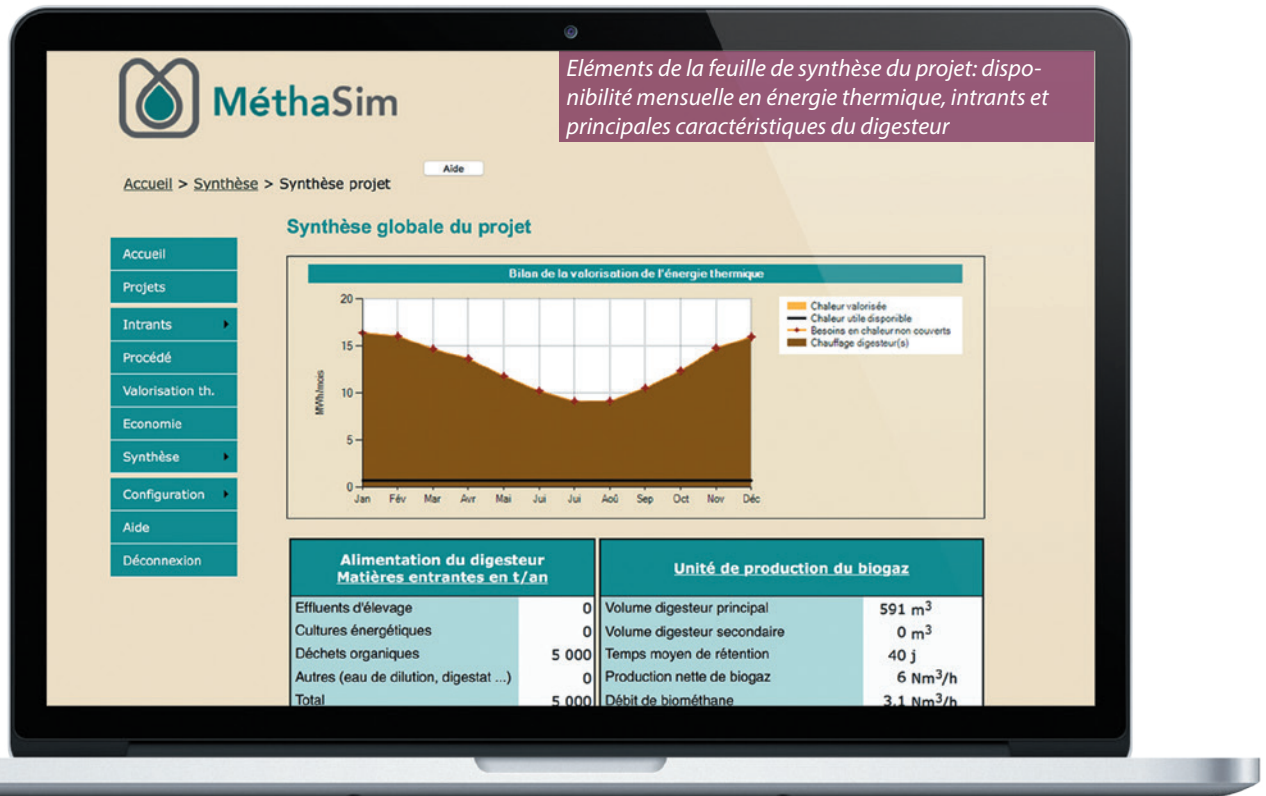 MéthaSim
Eléments de la feuille de synthèse du projet: dispo-
nibilité mensuelle en énergie thermique, intrants et
principales caractéristiques du digesteur
Aide
Accueil > Synthèse > Synthèse projet
Synthèse globale du projet
Accueil
Projets
Intrants
Procédé
Valorisation th.
Economie
Synthèse
Configuration
Aide
Déconnexion
Bilan de la valorisation de l'énergie thermique
MWh/mois
20
15
10
5
0
Jan Fév Mar Avr Mai Jui Jui Aoû Sep Oct Nov Déc
Chaleur valorisée
Chaleur utile disponible
Besoins en chaleur non couverts
Chauffage digesteur(s)
Alimentation du digesteur
Matières entrantes en t/an
Effluents d'élevage 0
Cultures énergétiques 0
Déchets organiques 5 000
Autres (eau de dilution, digestat ...) 0
Total 5 000
Unité de production du biogaz
Volume digesteur principal 591 m³
Volume digesteur secondaire 0 m³
Temps moyen de rétention 40 j
Production nette de biogaz 6 Nm³/h
Débit de biométhane 3.1 Nm³/h